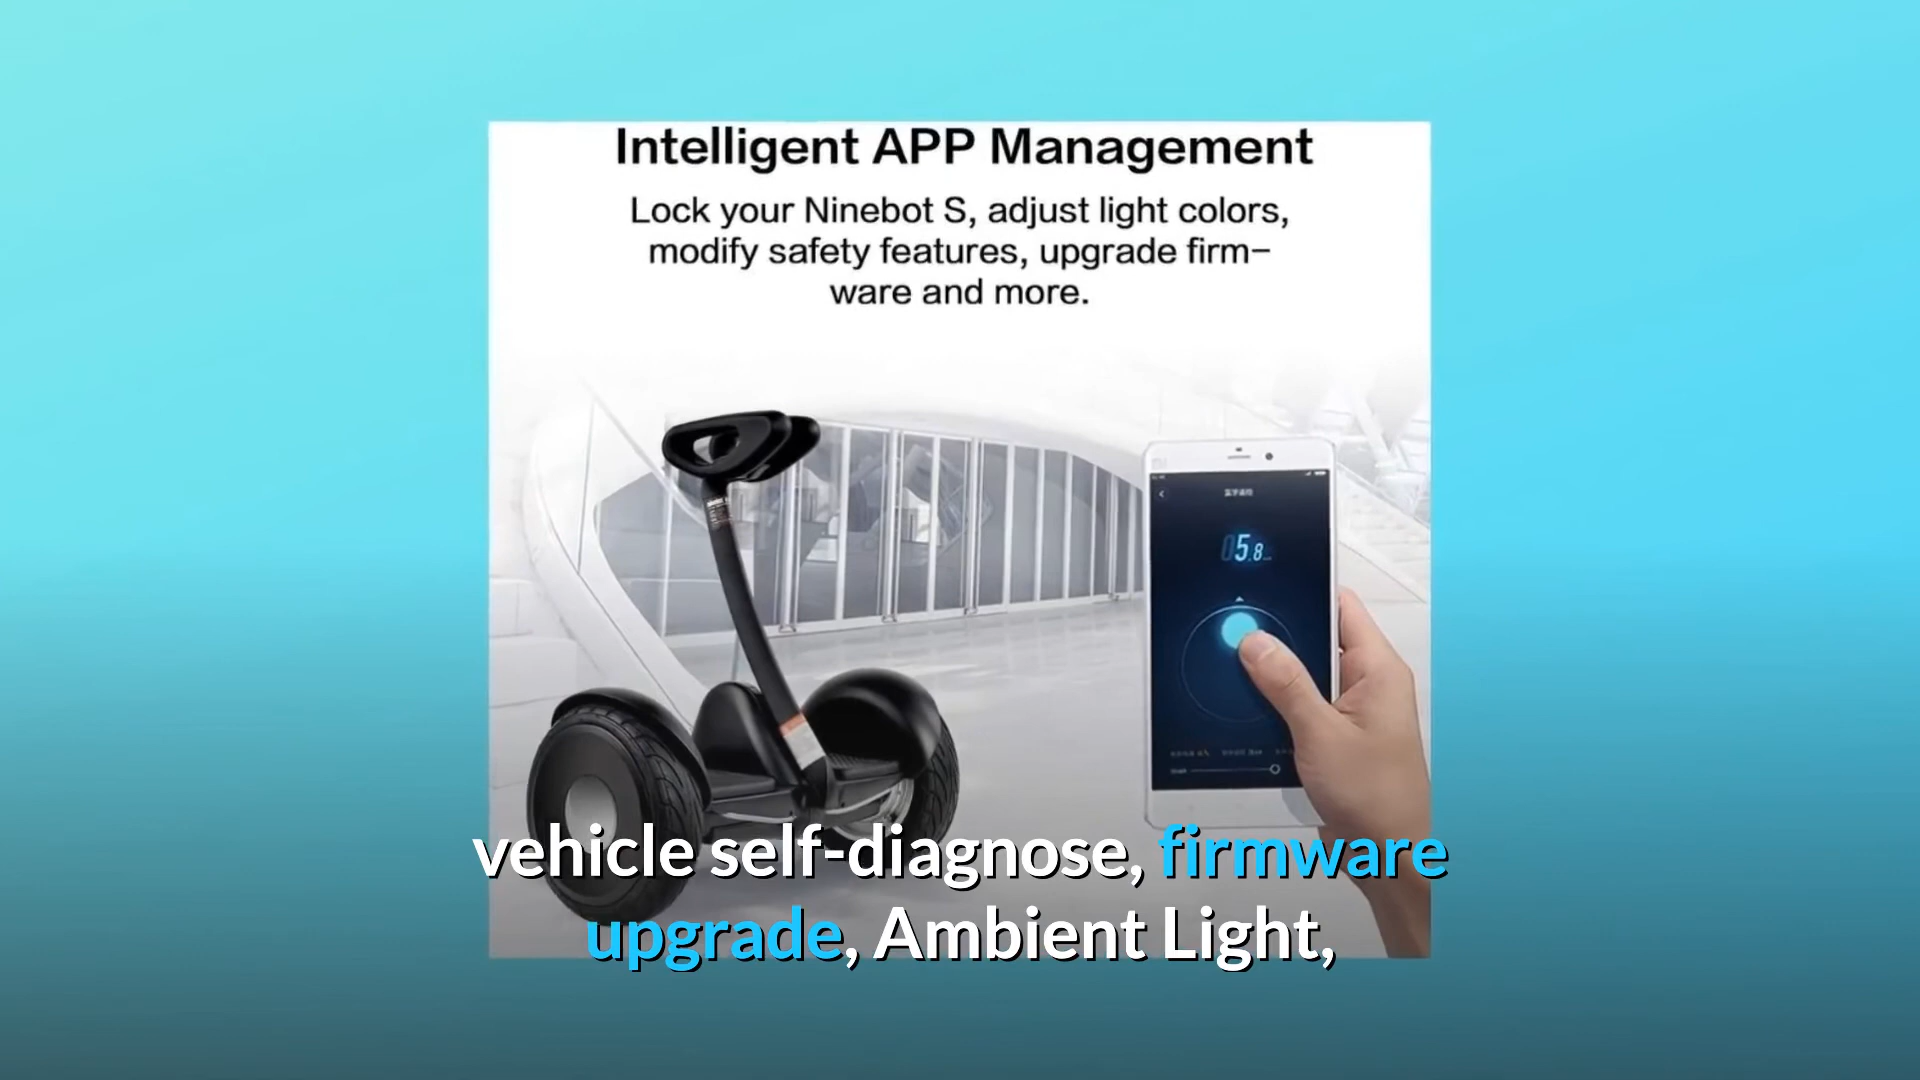 Intelligent APP Management
Lock your Ninebot S, adjust light colors,
modify safety features, upgrade firm-
ware and more.
05.8
vehicle self-diagnose, firmware
upgrade, Ambient Light,